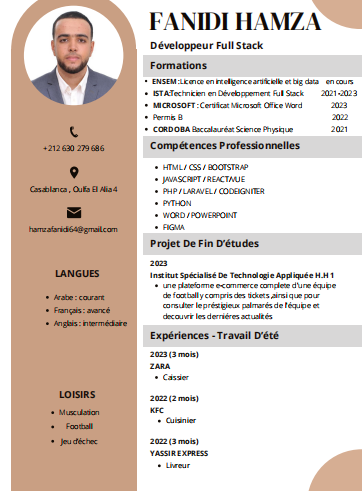 FANIDI HAMZA
Développeur Full Stack
Formations
ENSEM :Licence en intelligence artificielle et big data en cours
ISTA:Technicien en Développement Full Stack 2021-2023
MICROSOFT : Certificat Microsoft Office Word 2023
Permis B 2022
CORDOBA Baccalauréat Science Physique 2021
Compétences Professionnelles
HTML / CSS / BOOTSTRAP
JAVASCRIPT / REACT/VUE
PHP / LARAVEL / CODEIGNITER
PYTHON
WORD / POWERPOINT
FIGMA
Projet De Fin D'études
2023
Institut Spécialisé De Technologie Appliquée H.H 1
une plateforme e-commerce complete d'une équipe
de football y compris des tickets ,ainsi que pour
consulter le préstigieux palmarés de l'équipe et
decouvrir les derniéres actualités
Expériences - Travail D'été
2023 (3 mois)
ZARA
Caissier
2022 (2 mois)
KFC
Cuisinier
2022 (3 mois)
YASSIR EXPRESS
Livreur
+212 630 279 686
Casablanca , Oulfa El Alia 4
hamzafanidi64@gmail.com
LANGUES
Arabe : courant
Français : avancé
Anglais : intermédiaire
LOISIRS
Musculation
Football
Jeu d'échec